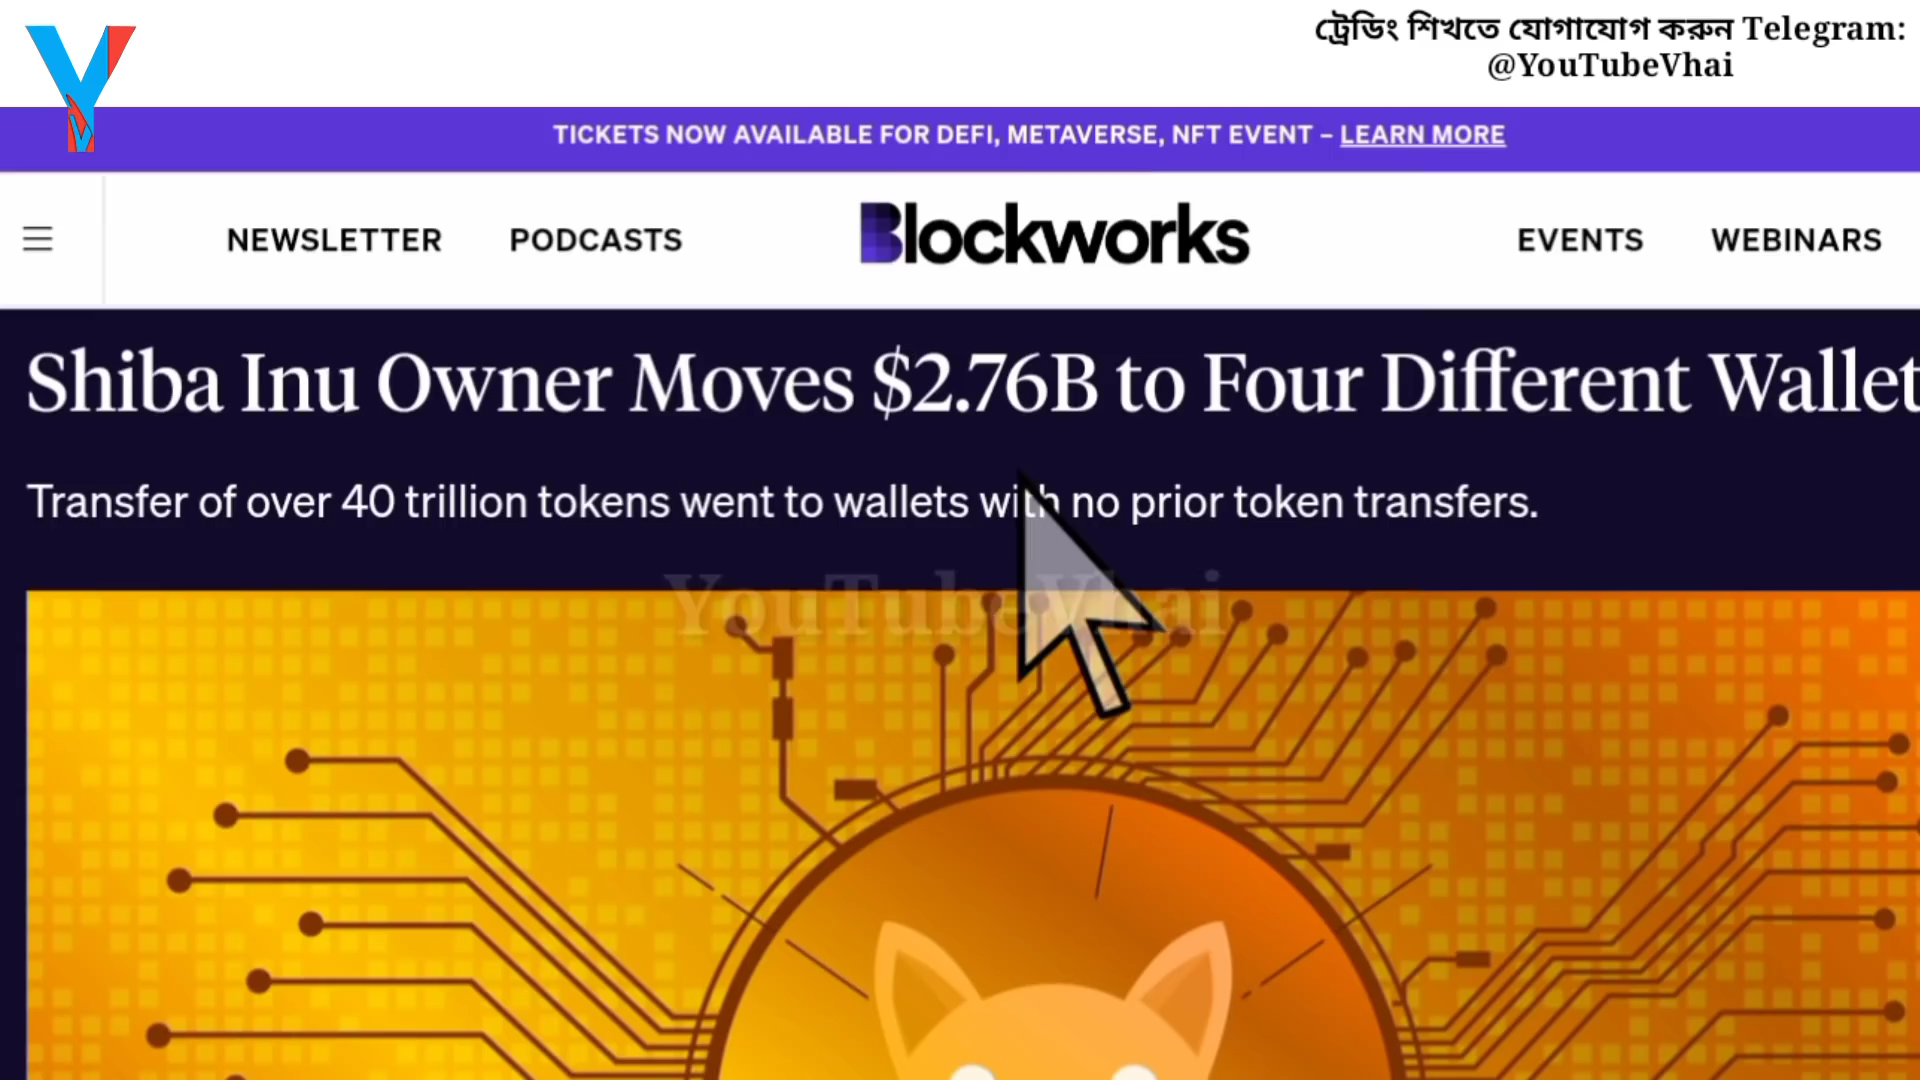 ট্রেডিং শিখতে যোগাযোগ করুন Telegram:
@YouTubeVhai
TICKETS NOW AVAILABLE FOR DEFI, METAVERSE, NFT EVENT – LEARN MORE
NEWSLETTER PODCASTS Blockworks EVENTS WEBINARS
Shiba Inu Owner Moves $2.76B to Four Different Wallet
Transfer of over 40 trillion tokens went to wallets with no prior token transfers.
YouTubeVhai